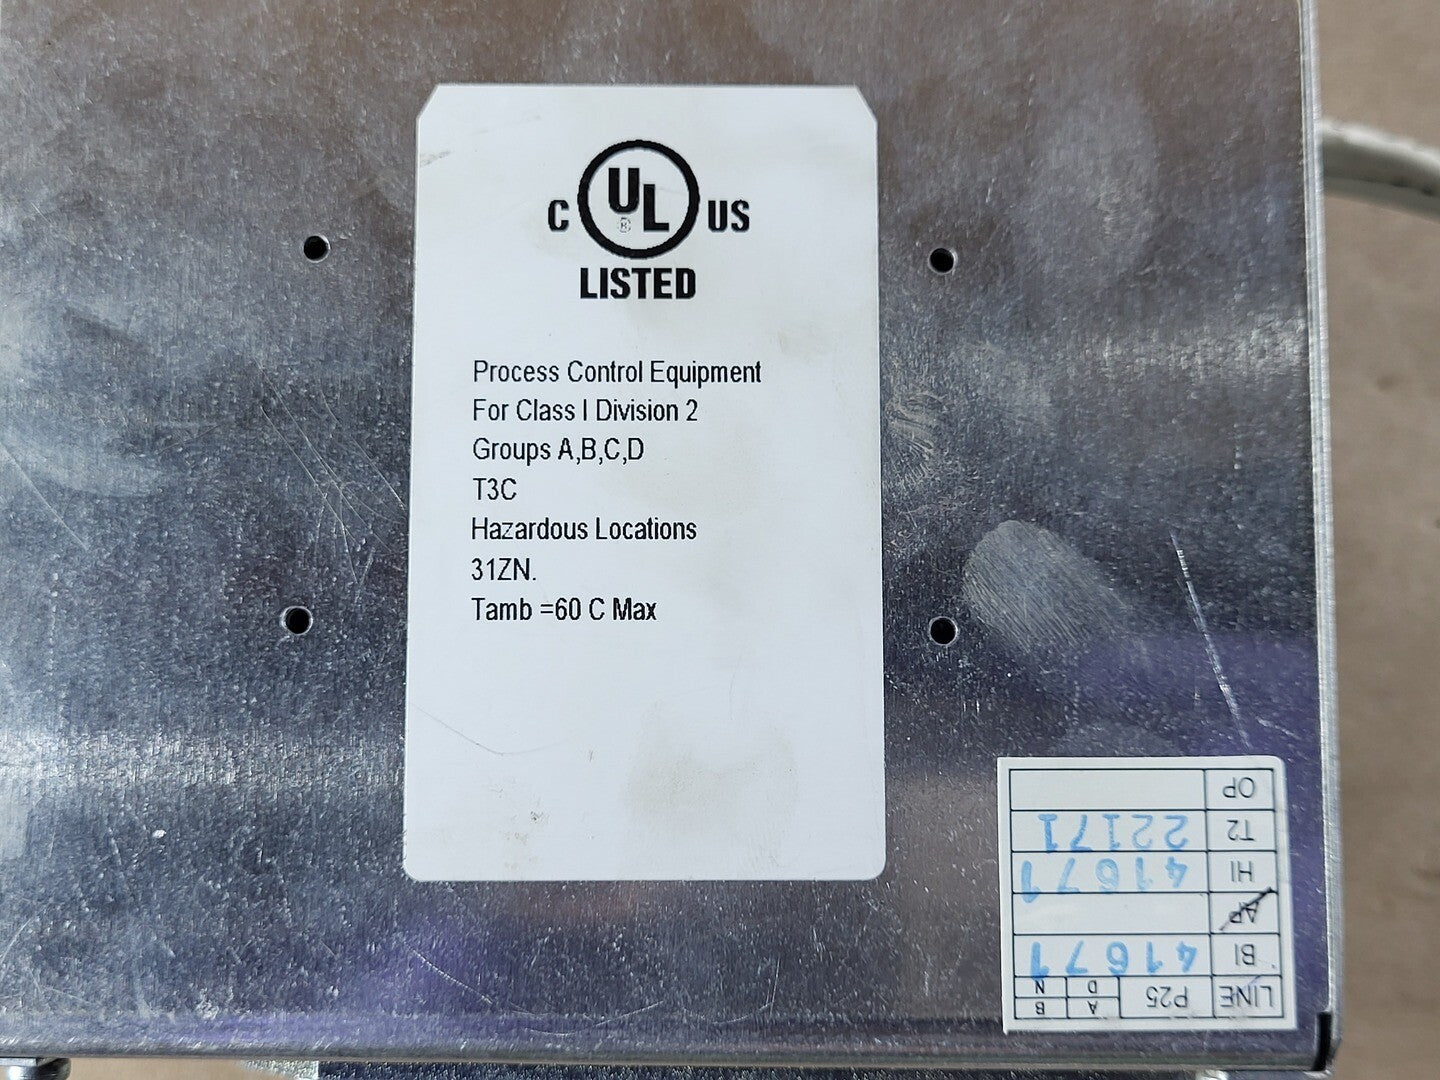 C UL ® US
LISTED
Process Control Equipment
For Class I Division 2
Groups A,B,C,D
T3C
Hazardous Locations
31ZN.
Tamb =60 C Max
LINE P25 A D B N
BI 41671
AP
HI 41671
T2 22171
OP